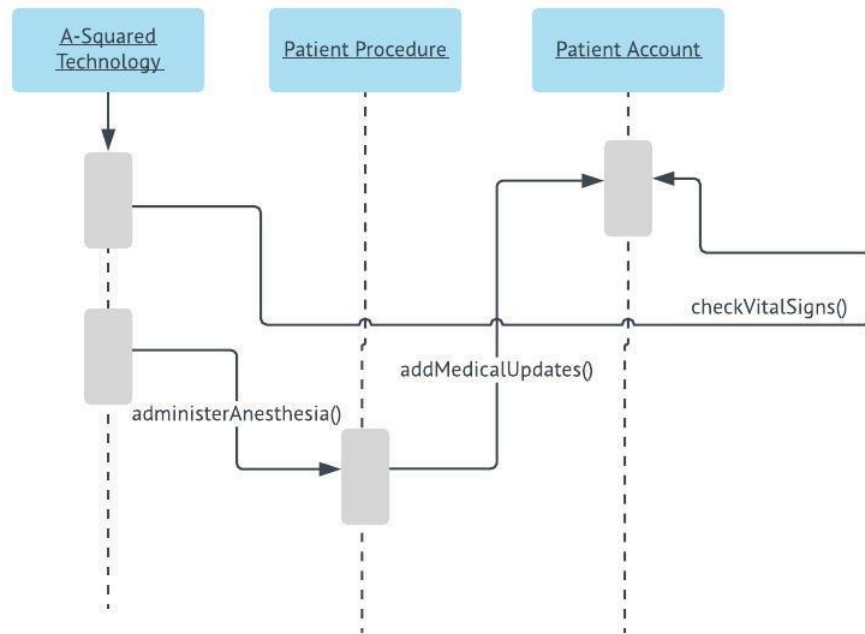 A-Squared
Technology
Patient Procedure
Patient Account
checkVitalSigns()
addMedicalUpdates()
administerAnesthesia()